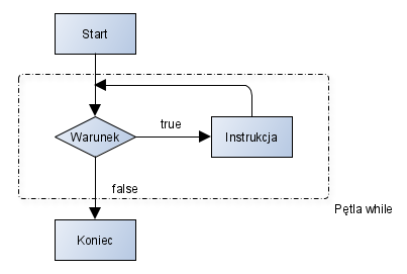 Start
Warunek
true
Instrukcja
false
Pętla while
Koniec